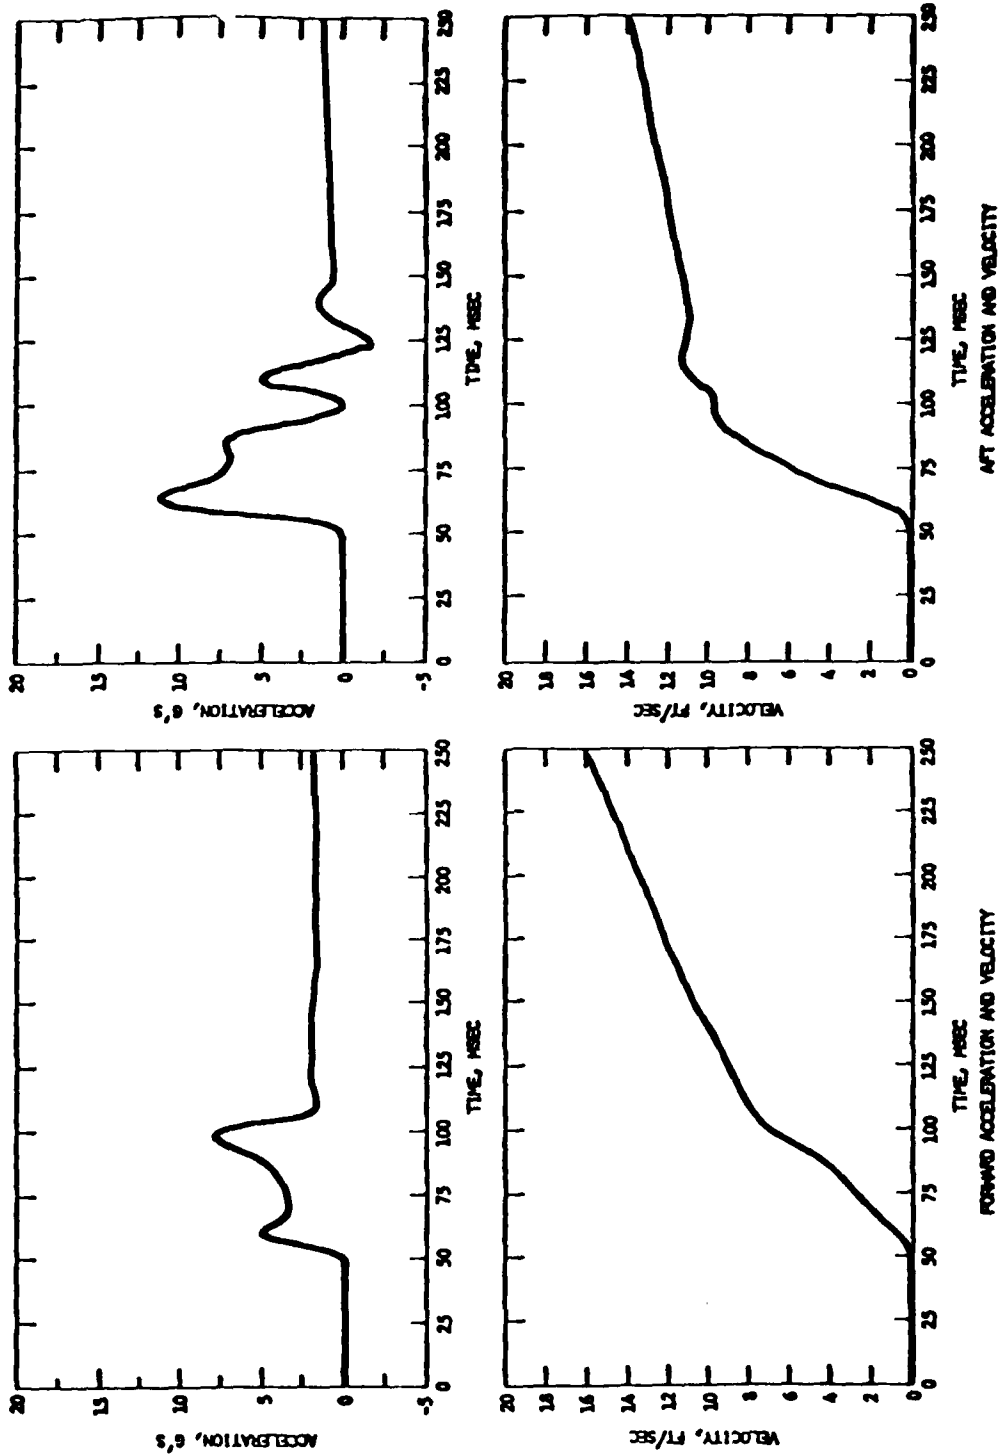 ACCELERATION, G'S
20
15
10
5
0
-5
0 25 50 75 100 125 150 175 200 225 250
TIME, MSEC
ACCELERATION, G'S
20
15
10
5
0
-5
0 25 50 75 100 125 150 175 200 225 250
TIME, MSEC
VELOCITY, FT/SEC
20
18
16
14
12
10
8
6
4
2
0
0 25 50 75 100 125 150 175 200 225 250
TIME, MSEC
FORWARD ACCELERATION AND VELOCITY
VELOCITY, FT/SEC
20
18
16
14
12
10
8
6
4
2
0
0 25 50 75 100 125 150 175 200 225 250
TIME, MSEC
AFT ACCELERATION AND VELOCITY